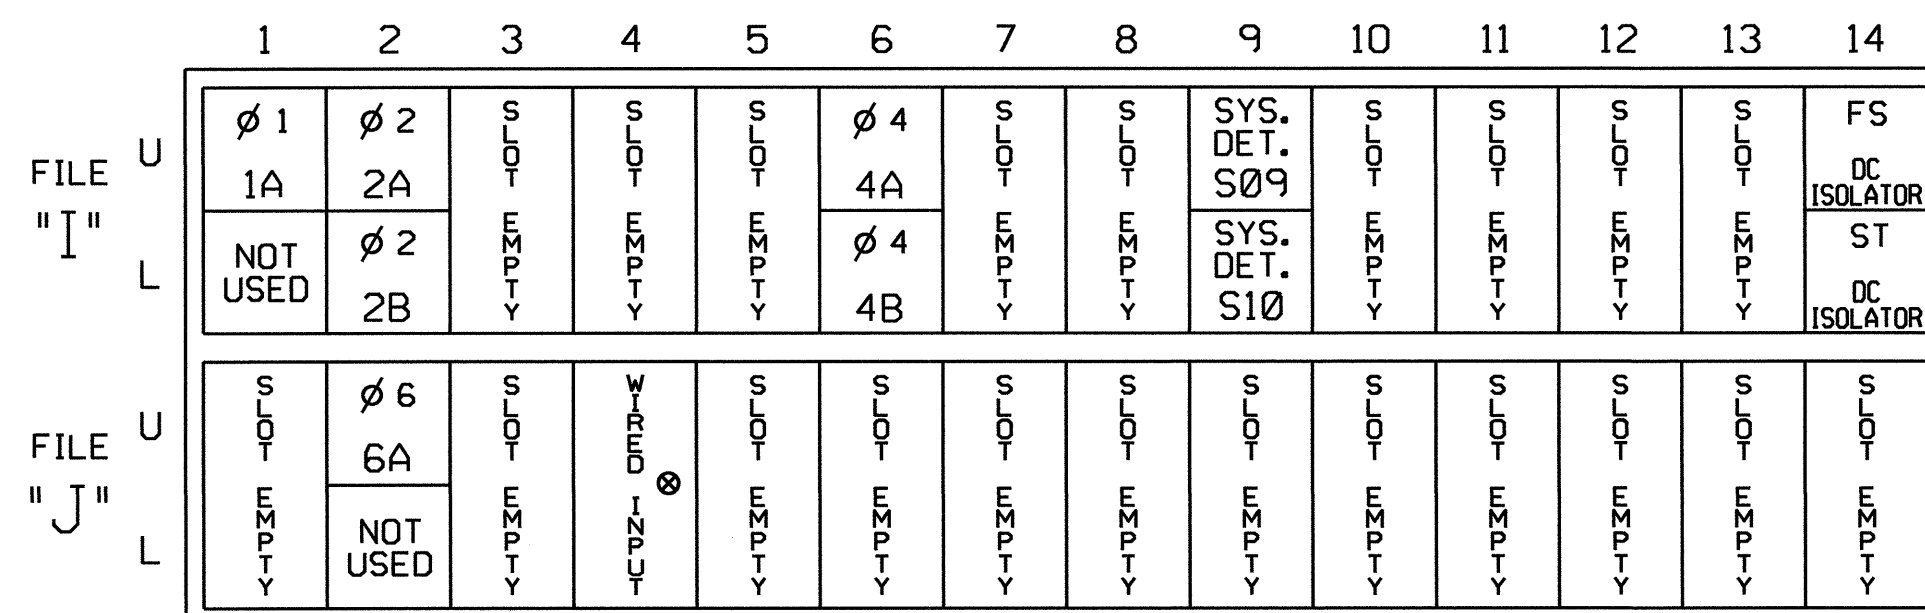 1 2 3 4 5 6 7 8 9 10 11 12 13 14
FILE
"I"
U
L
Ø 1
1A
NOT
USED
Ø 2
2A
Ø 2
2B
SLOT EMPTY
SLOT EMPTY
SLOT EMPTY
Ø 4
4A
Ø 4
4B
SLOT EMPTY
SLOT EMPTY
SYS.
DET.
SØ9
SYS.
DET.
S1Ø
SLOT EMPTY
SLOT EMPTY
SLOT EMPTY
SLOT EMPTY
FS
DC
ISOLATOR
ST
DC
ISOLATOR
FILE
"J"
U
L
SLOT EMPTY
Ø 6
6A
NOT
USED
SLOT EMPTY
WIRED INPUT
⊗
SLOT EMPTY
SLOT EMPTY
SLOT EMPTY
SLOT EMPTY
SLOT EMPTY
SLOT EMPTY
SLOT EMPTY
SLOT EMPTY
SLOT EMPTY
SLOT EMPTY